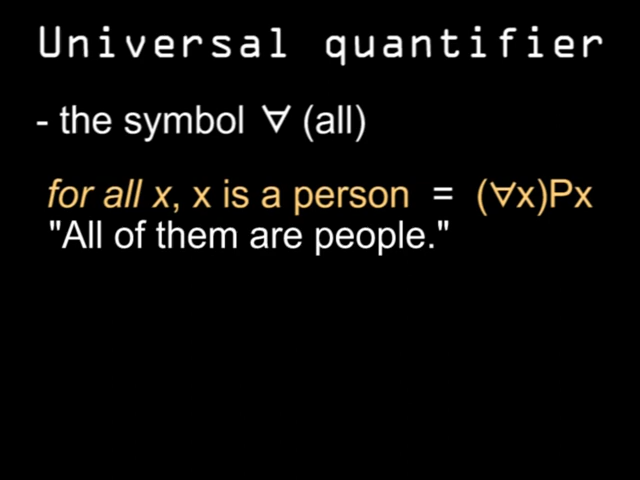 Universal quantifier
- the symbol ∀ (all)
for all x, x is a person = (∀x)Px
"All of them are people."